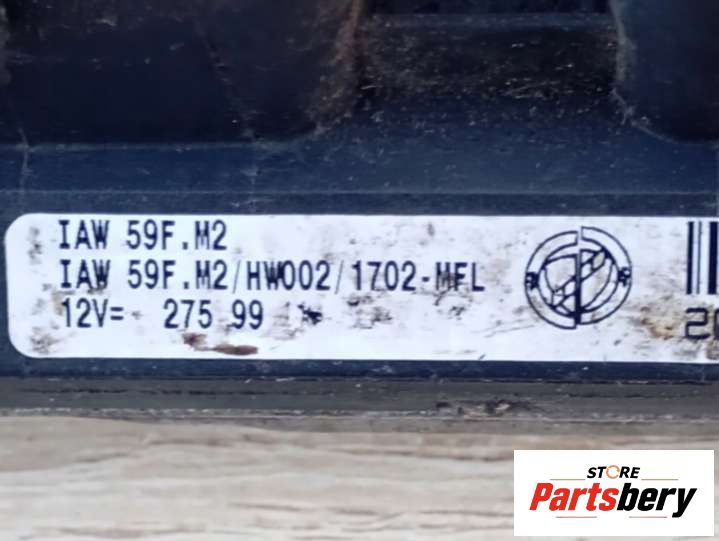 IAW 59F.M2
IAW 59F.M2/HW002/1702-MFL
12V= 275 99
STORE
Partsbery